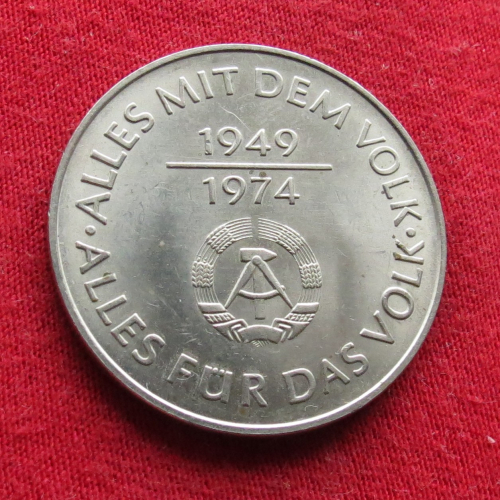 ALLES MIT DEM VOLK ·
ALLES FÜR DAS VOLK ·
1949
1974